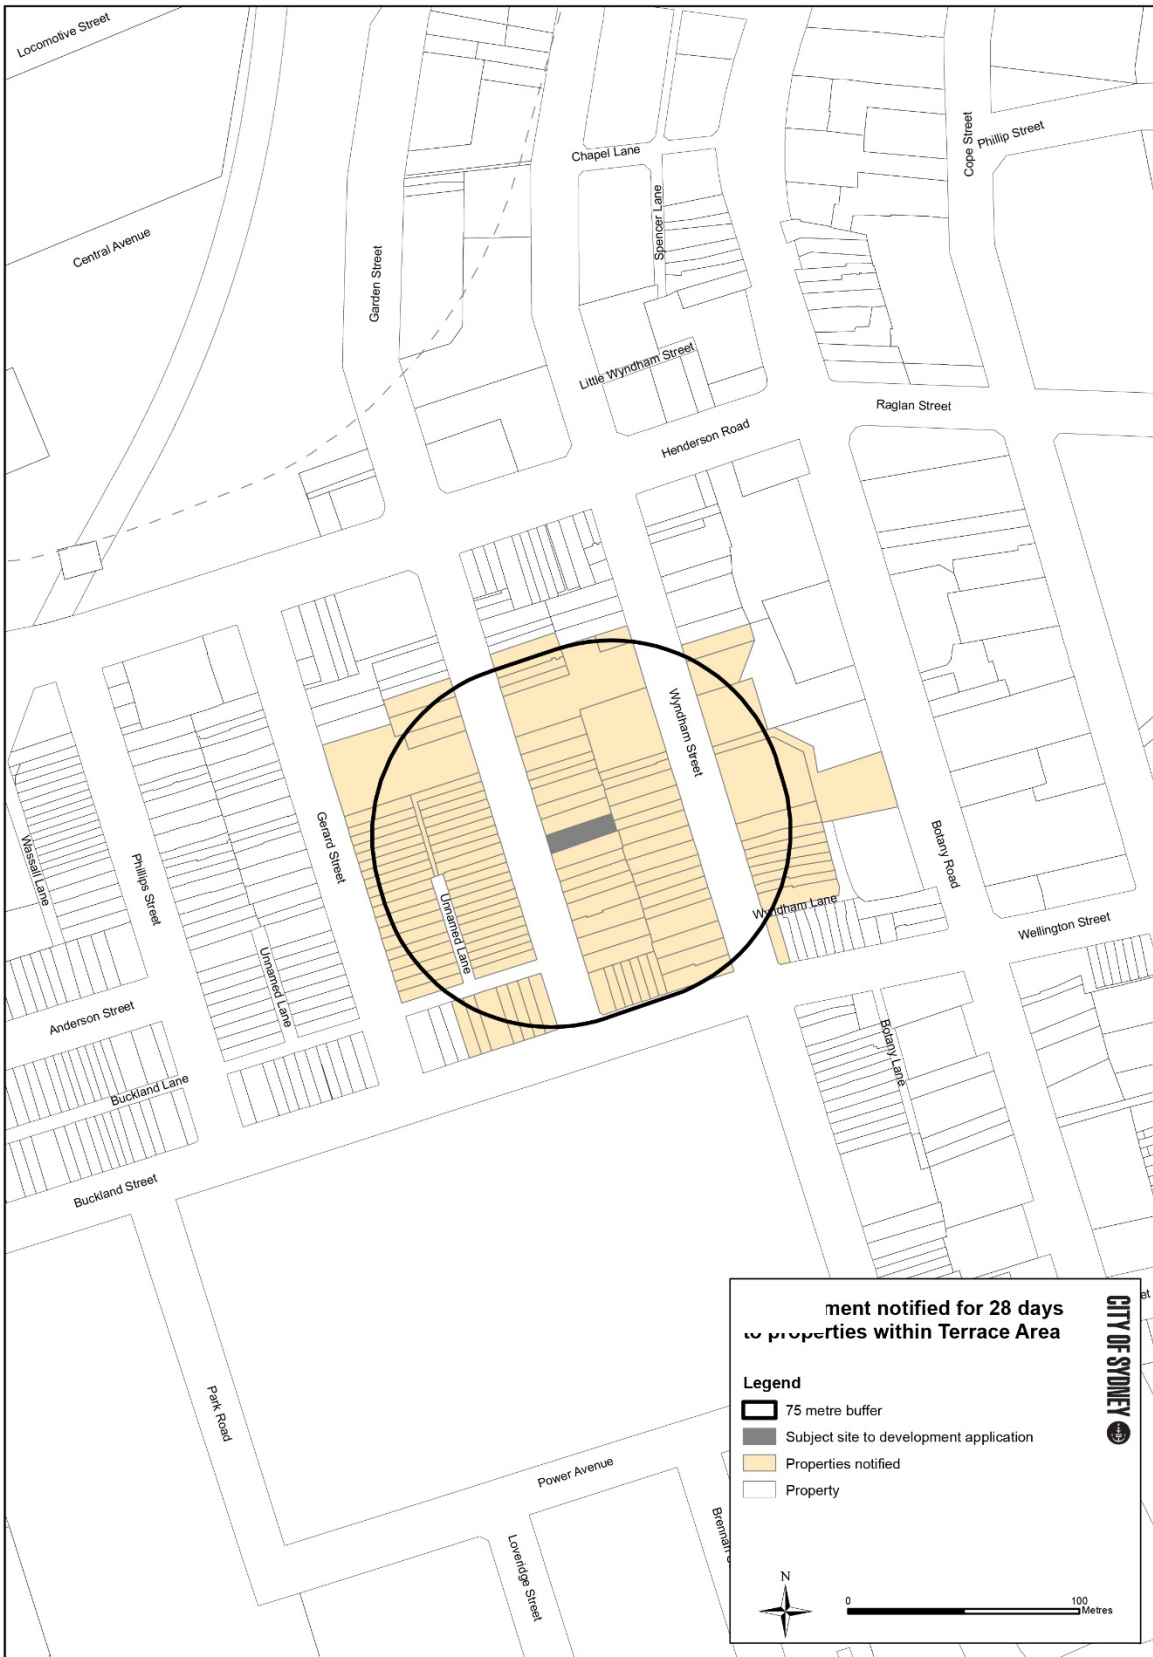 Locomotive Street
Phillip Street
Cope Street
Chapel Lane
Spencer Lane
Central Avenue
Garden Street
Little Wyndham Street
Raglan Street
Henderson Road
Wyndham Street
Gerard Street
Wassall Lane
Phillips Street
Botany Road
Unnamed Lane
Wyndham Lane
Wellington Street
Unnamed Lane
Anderson Street
Botany Lane
Buckland Lane
Buckland Street
Park Road
Power Avenue
Loveridge Street
ment notified for 28 days
properties within Terrace Area
CITY OF SYDNEY
Legend
75 metre buffer
Subject site to development application
Properties notified
Property
N
0 100
Metres